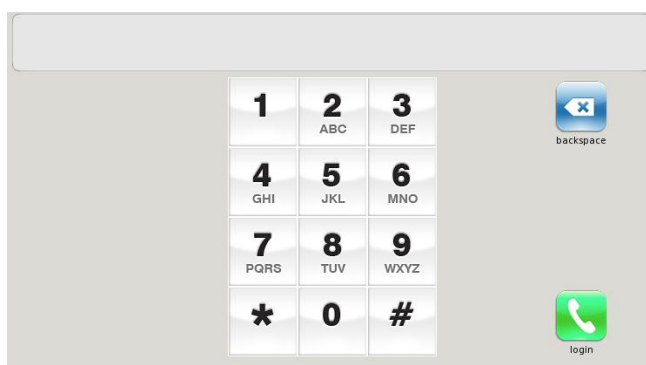 1 2 3
ABC DEF
backspace
4 5 6
GHI JKL MNO
7 8 9
PQRS TUV WXYZ
* 0 #
login